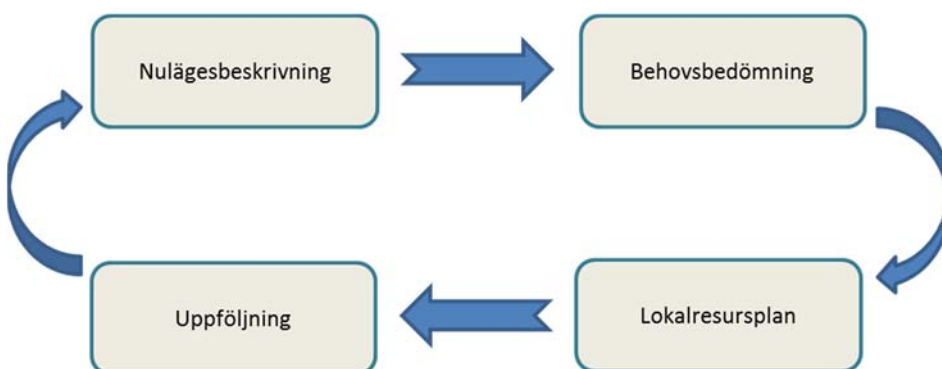 Nulägesbeskrivning
Behovsbedömning
Uppföljning
Lokalresursplan